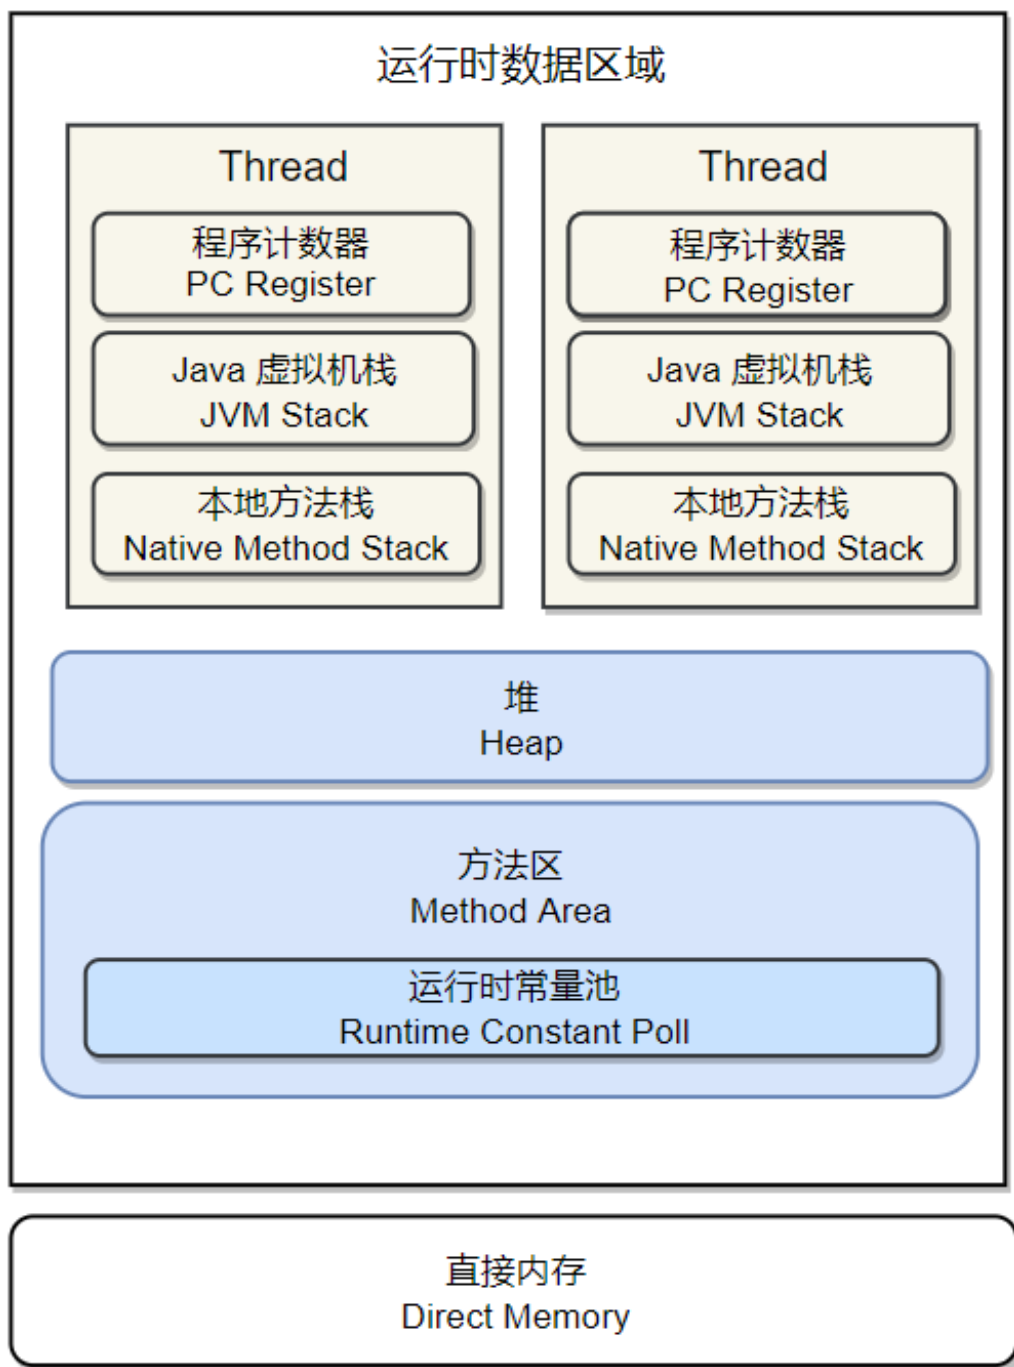 运行时数据区域
Thread
程序计数器
PC Register
Java 虚拟机栈
JVM Stack
本地方法栈
Native Method Stack
Thread
程序计数器
PC Register
Java 虚拟机栈
JVM Stack
本地方法栈
Native Method Stack
堆
Heap
方法区
Method Area
运行时常量池
Runtime Constant Poll
直接内存
Direct Memory